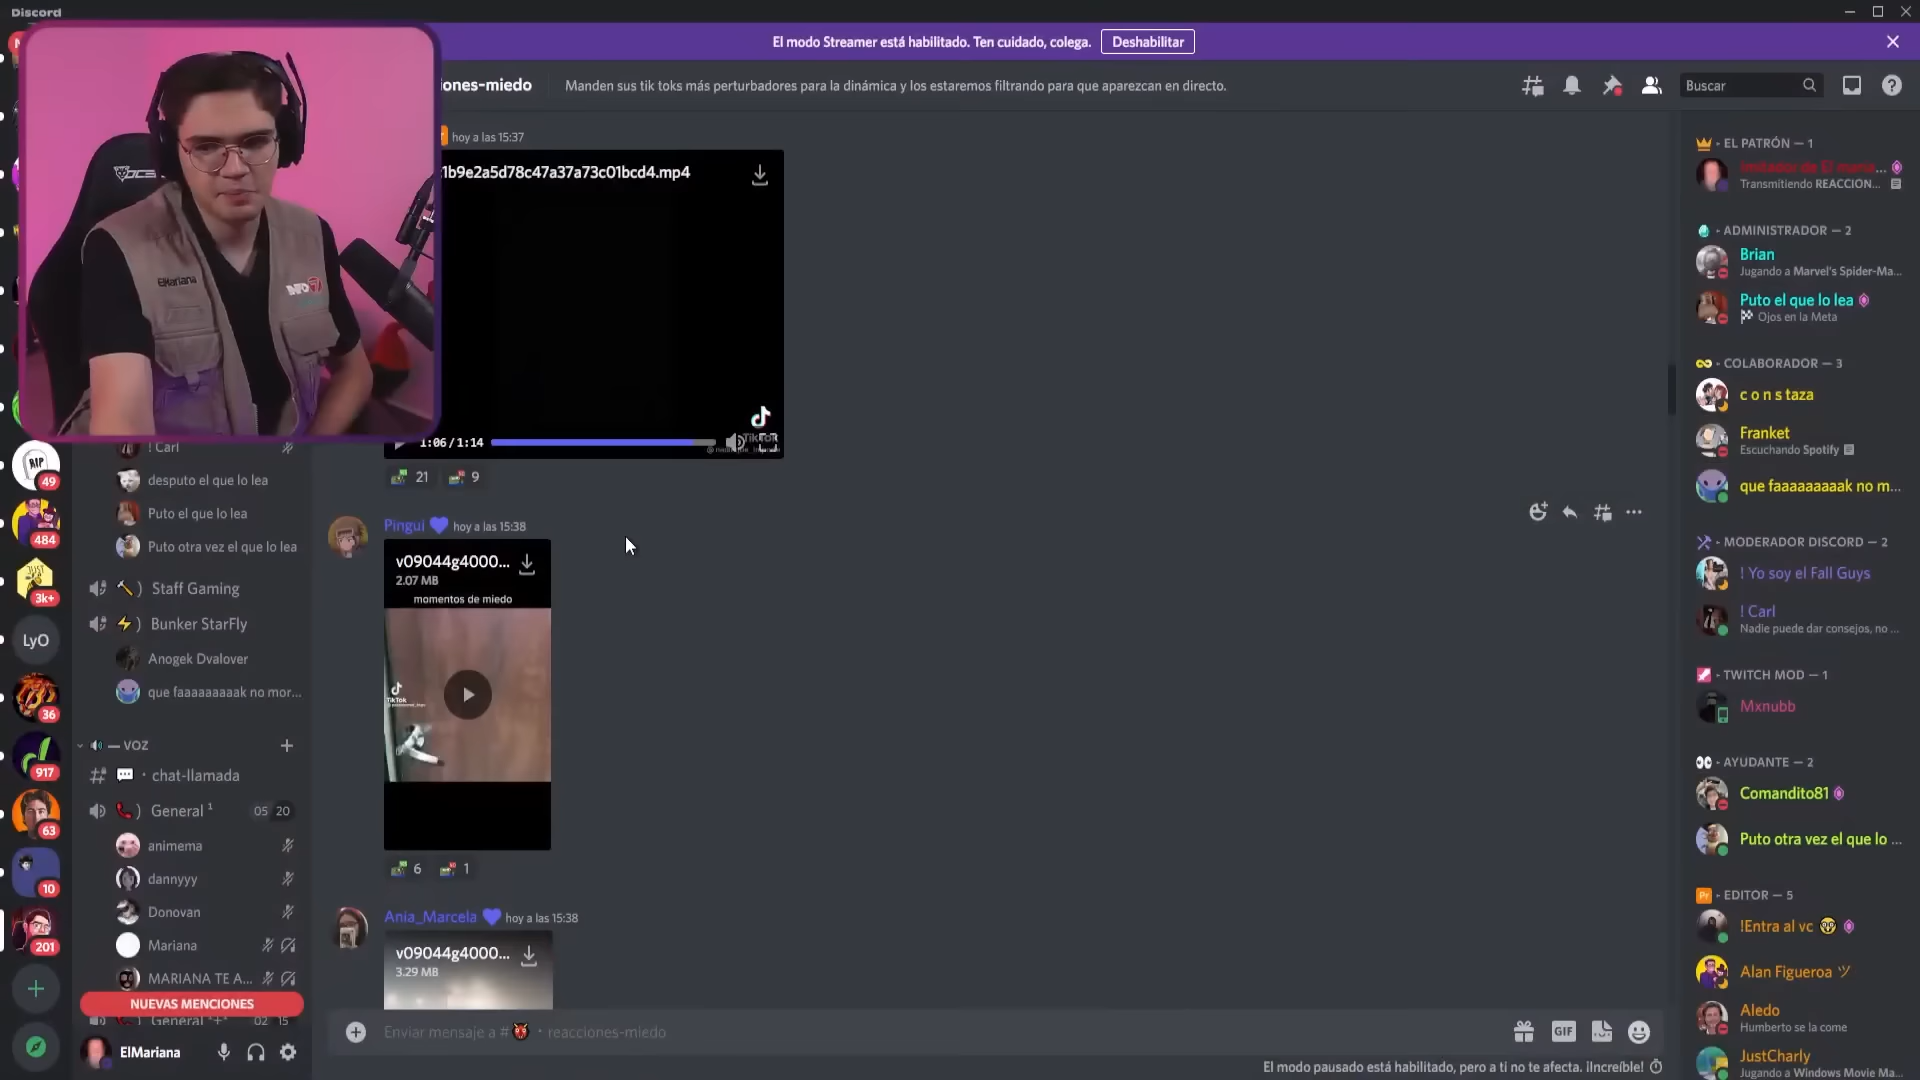 Discord
El modo Streamer está habilitado. Ten cuidado, colega.
Deshabilitar
ones-miedo
Manden sus tik toks más perturbadores para la dinámica y los estaremos filtrando para que aparezcan en directo.
Buscar
hoy a las 15:37
1b9e2a5d78c47a37a73c01bcd4.mp4
ElMariana
1:06/1:14
TikTok
21
9
Pingui
hoy a las 15:38
v09044g4000...
2.07 MB
momentos de miedo
TikTok
6
1
Ania_Marcela
hoy a las 15:38
v09044g4000...
3.29 MB
Enviar mensaje a #
· reacciones-miedo
GIF
El modo pausado está habilitado, pero a ti no te afecta. ¡Increíble!
RIP
49
484
3k+
LyO
36
917
63
10
201
! Carl
desputo el que lo lea
Puto el que lo lea
Puto otra vez el que lo lea
Staff Gaming
Bunker StarFly
Anogek Dvalover
que faaaaaaaaak no mor...
— VOZ
chat-llamada
General ¹
05 20
animema
dannyyy
Donovan
Mariana
MARIANA TE A...
NUEVAS MENCIONES
General
02 15
ElMariana
EL PATRÓN — 1
Transmitiendo REACCION...
ADMINISTRADOR — 2
Brian
Jugando a Marvel's Spider-Ma...
Puto el que lo lea
Ojos en la Meta
COLABORADOR — 3
c o n s taza
Franket
Escuchando Spotify
que faaaaaaaaak no m...
MODERADOR DISCORD — 2
! Yo soy el Fall Guys
! Carl
Nadie puede dar consejos, no ...
TWITCH MOD — 1
Mxnubb
AYUDANTE — 2
Comandito81
Puto otra vez el que lo ...
Pr
EDITOR — 5
!Entra al vc
Alan Figueroa ツ
Aledo
Humberto se la come
JustCharly
Jugando a Windows Movie Ma...